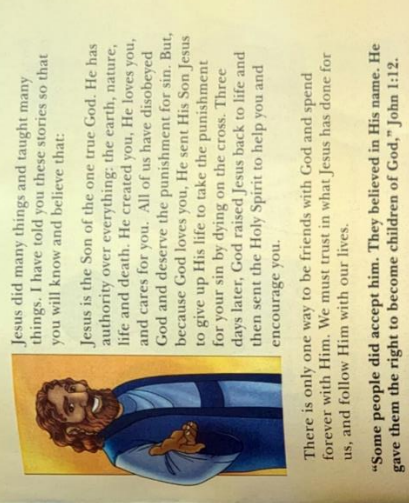 Jesus did many things and taught many
things. I have told you these stories so that
you will know and believe that:
Jesus is the Son of the one true God. He has
authority over everything: the earth, nature,
life and death. He created you, He loves you,
and cares for you. All of us have disobeyed
God and deserve the punishment for sin. But,
because God loves you, He sent His Son Jesus
to give up His life to take the punishment
for your sin by dying on the cross. Three
days later, God raised Jesus back to life and
then sent the Holy Spirit to help you and
encourage you.
There is only one way to be friends with God and spend
forever with Him. We must trust in what Jesus has done for
us, and follow Him with our lives.
“Some people did accept him. They believed in His name. He
gave them the right to become children of God,” John 1:12.